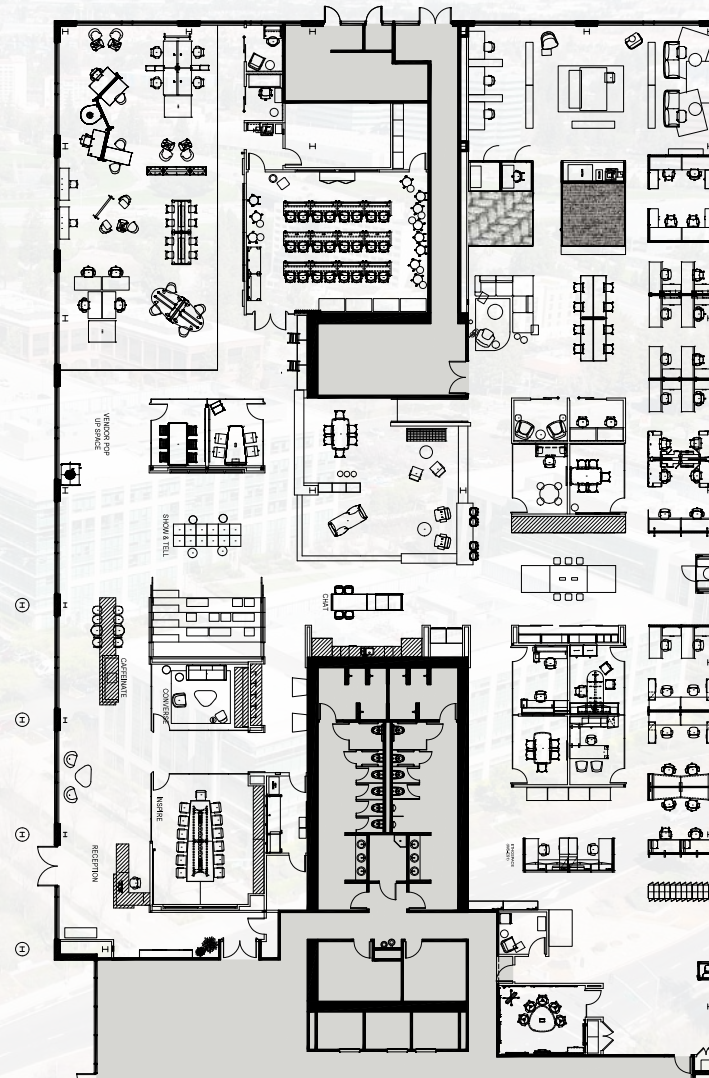 VENDOR POP
UP SPACE
SHOW & TELL
CHAT
CAFFEINATE
CONVERSE
INSPIRE
RECEPTION
H
H
H
H